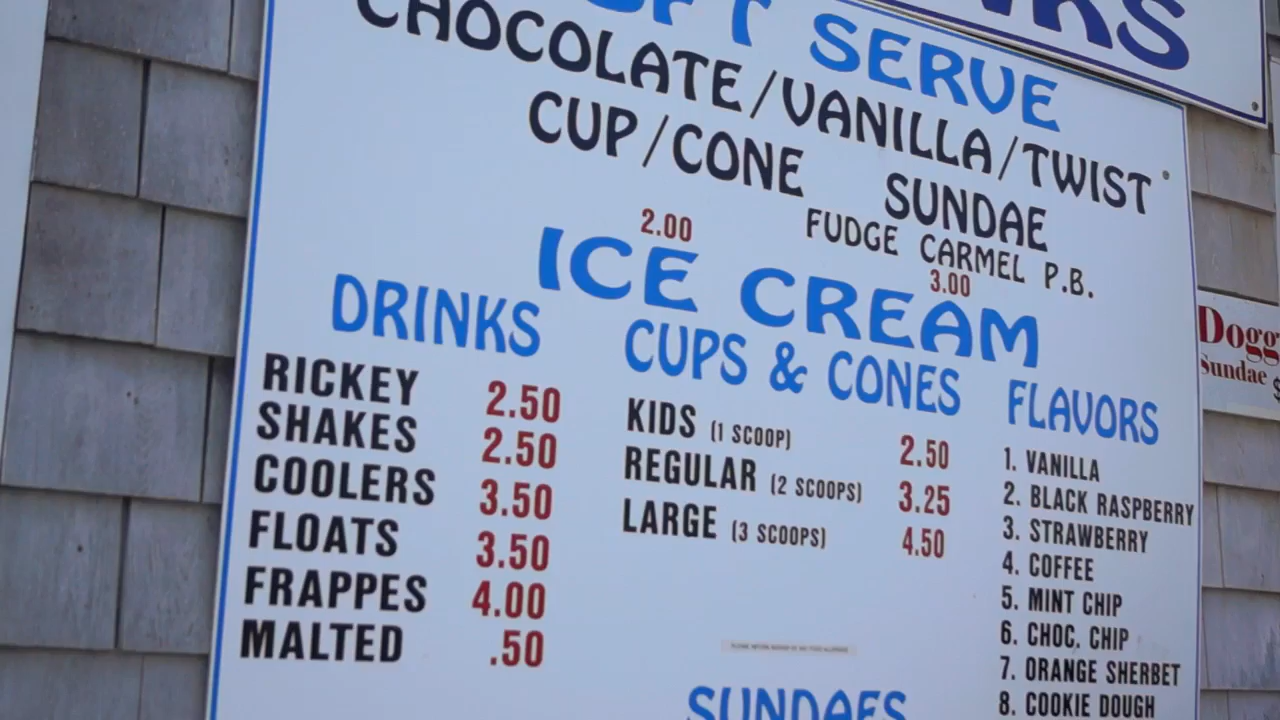 SERVE
CHOCOLATE/VANILLA/TWIST
CUP/CONE SUNDAE
2.00 FUDGE CARMEL P.B.
3.00
ICE CREAM
DRINKS
RICKEY 2.50
SHAKES 2.50
COOLERS 3.50
FLOATS 3.50
FRAPPES 4.00
MALTED .50
CUPS & CONES
KIDS (1 SCOOP) 2.50
REGULAR (2 SCOOPS) 3.25
LARGE (3 SCOOPS) 4.50
FLAVORS
1. VANILLA
2. BLACK RASPBERRY
3. STRAWBERRY
4. COFFEE
5. MINT CHIP
6. CHOC. CHIP
7. ORANGE SHERBET
8. COOKIE DOUGH
SUNDAES
Dogg
Sundae $